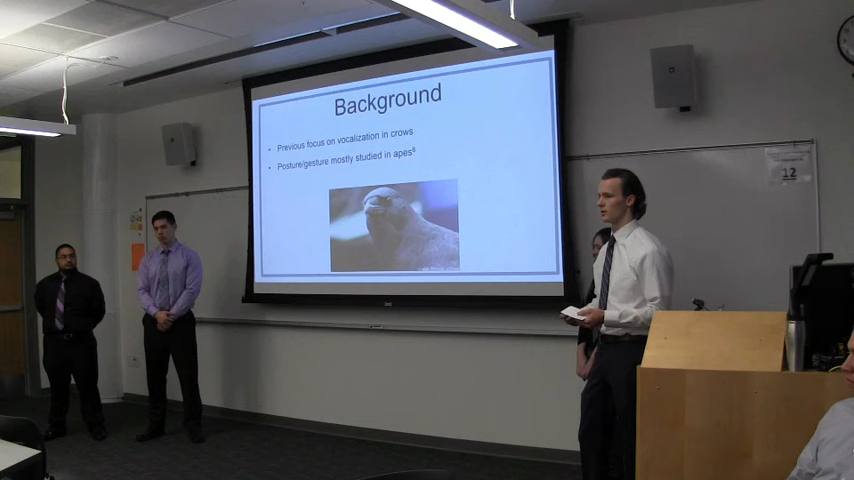 Background
• Previous focus on vocalization in crows
• Posture/gesture mostly studied in apes⁶
12